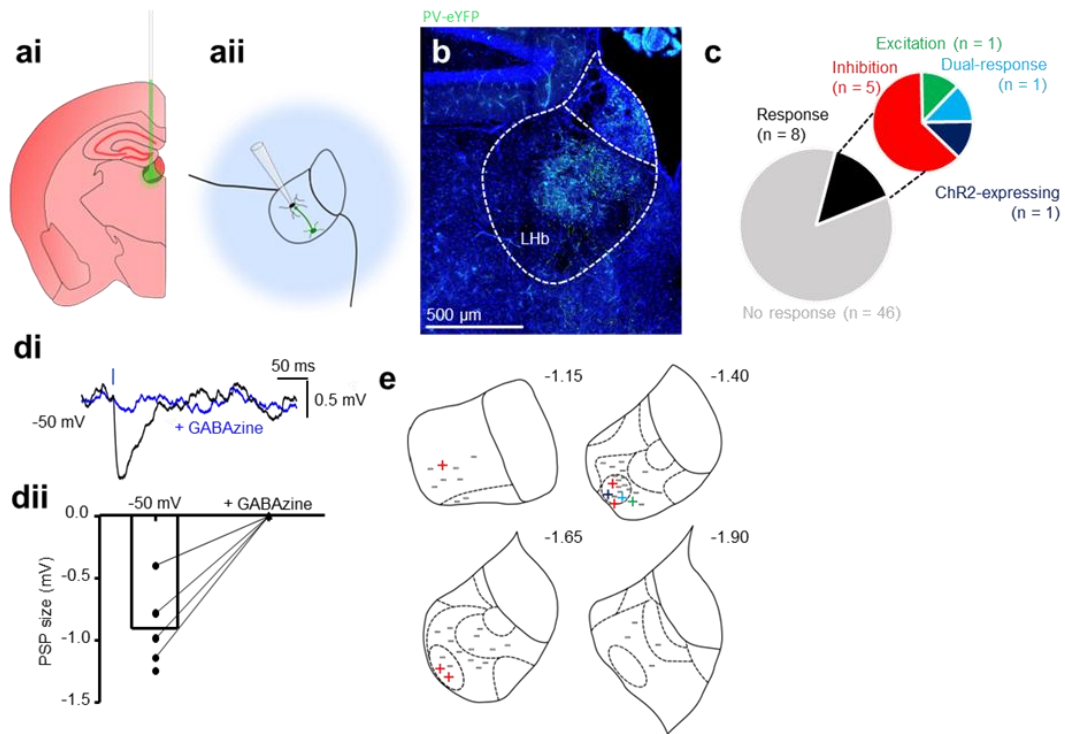 ai
aii
PV-eYFP
b
LHb
500 µm
c
Excitation (n = 1)
Inhibition
(n = 5)
Dual-response
(n = 1)
Response
(n = 8)
ChR2-expressing
(n = 1)
No response (n = 46)
di
50 ms
0.5 mV
-50 mV
+ GABAzine
dii
-50 mV
+ GABAzine
0.0
-0.5
-1.0
-1.5
PSP size (mV)
e
-1.15
-1.40
-1.65
-1.90